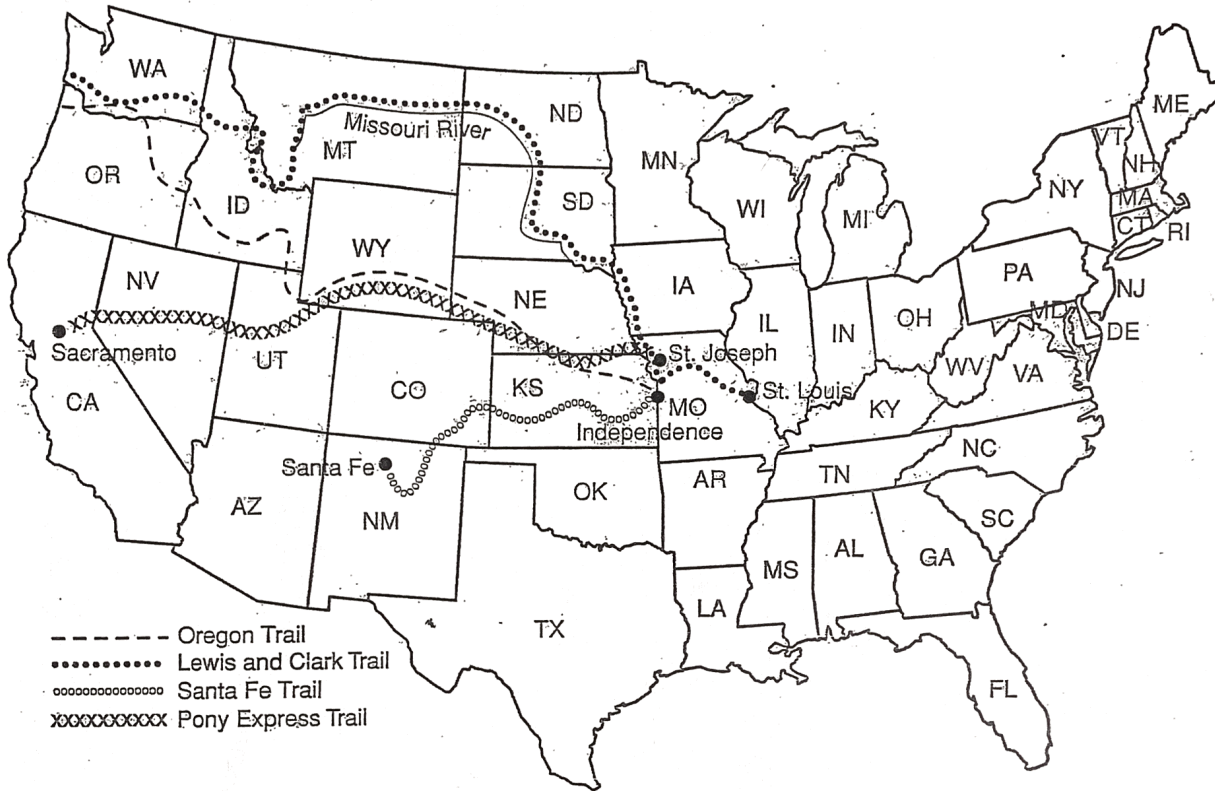 WA
ND
ME
Missouri River
MT
MN
VT
NH
OR
ID
SD
WI
MI
NY
MA
CT
RI
WY
NV
NE
IA
PA
NJ
IL
IN
OH
MD
DE
Sacramento
UT
St. Joseph
WV
VA
CA
CO
KS
MO
St. Louis
KY
Independence
NC
Santa Fe
TN
AZ
NM
OK
AR
SC
MS
AL
GA
LA
TX
Oregon Trail
Lewis and Clark Trail
Santa Fe Trail
Pony Express Trail
FL